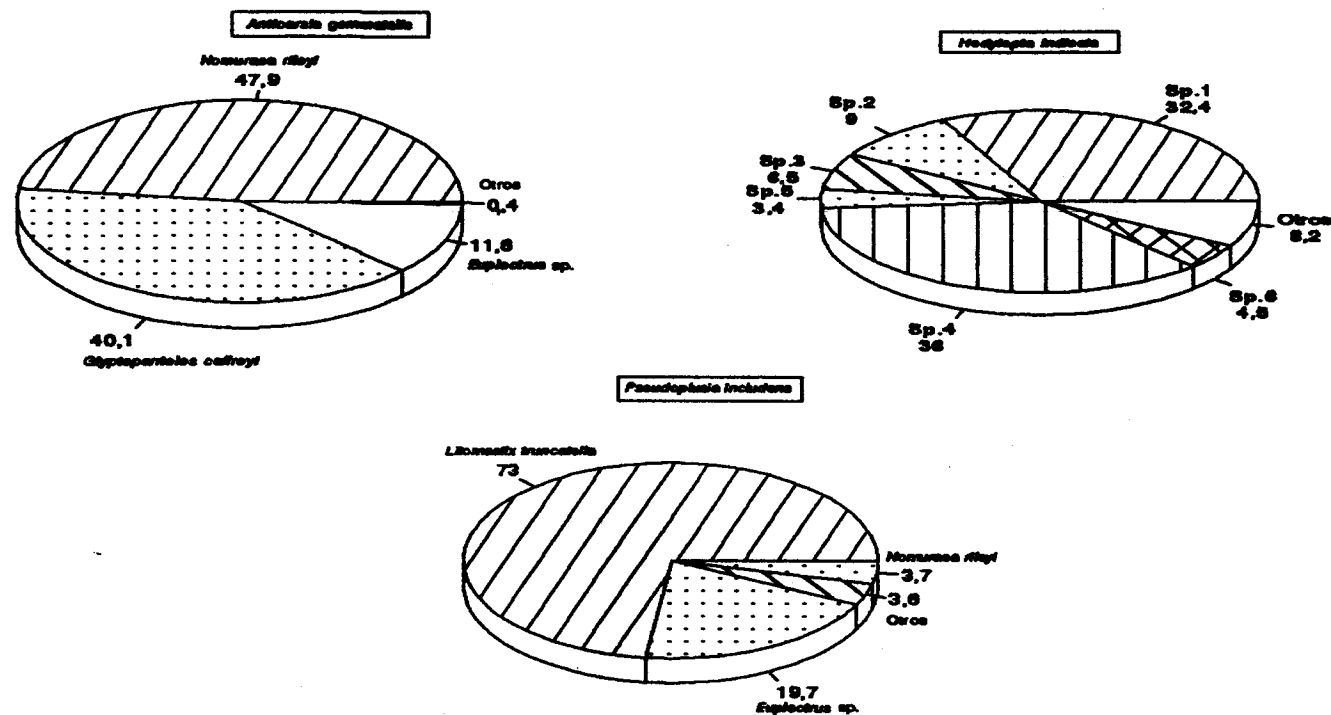 Anticarsia gemmatalis
Nomuraea rileyi
47,9
Otros
0,4
11,6
Euplectrus sp.
40,1
Glyptapanteles caffreyi
Hedylepta indicata
Sp.1
32,4
Sp.2
9
Sp.3
6,5
Sp.5
3,4
Otros
8,2
Sp.6
4,5
Sp.4
36
Pseudoplusia includens
Litomastix truncatella
73
Nomuraea rileyi
3,7
3,6
Otros
19,7
Euplectrus sp.